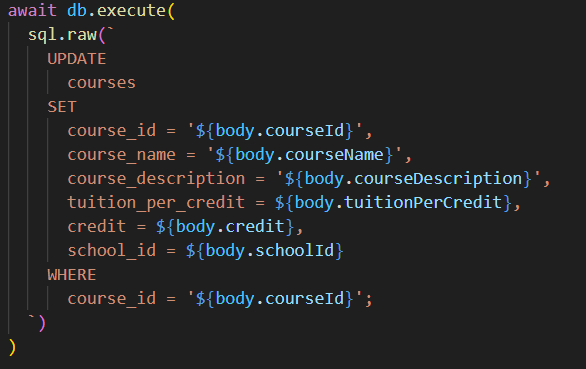 await db.execute(
sql.raw(`
UPDATE
courses
SET
course_id = '${body.courseId}',
course_name = '${body.courseName}',
course_description = '${body.courseDescription}',
tuition_per_credit = ${body.tuitionPerCredit},
credit = ${body.credit},
school_id = ${body.schoolId}
WHERE
course_id = '${body.courseId}';
`)
)